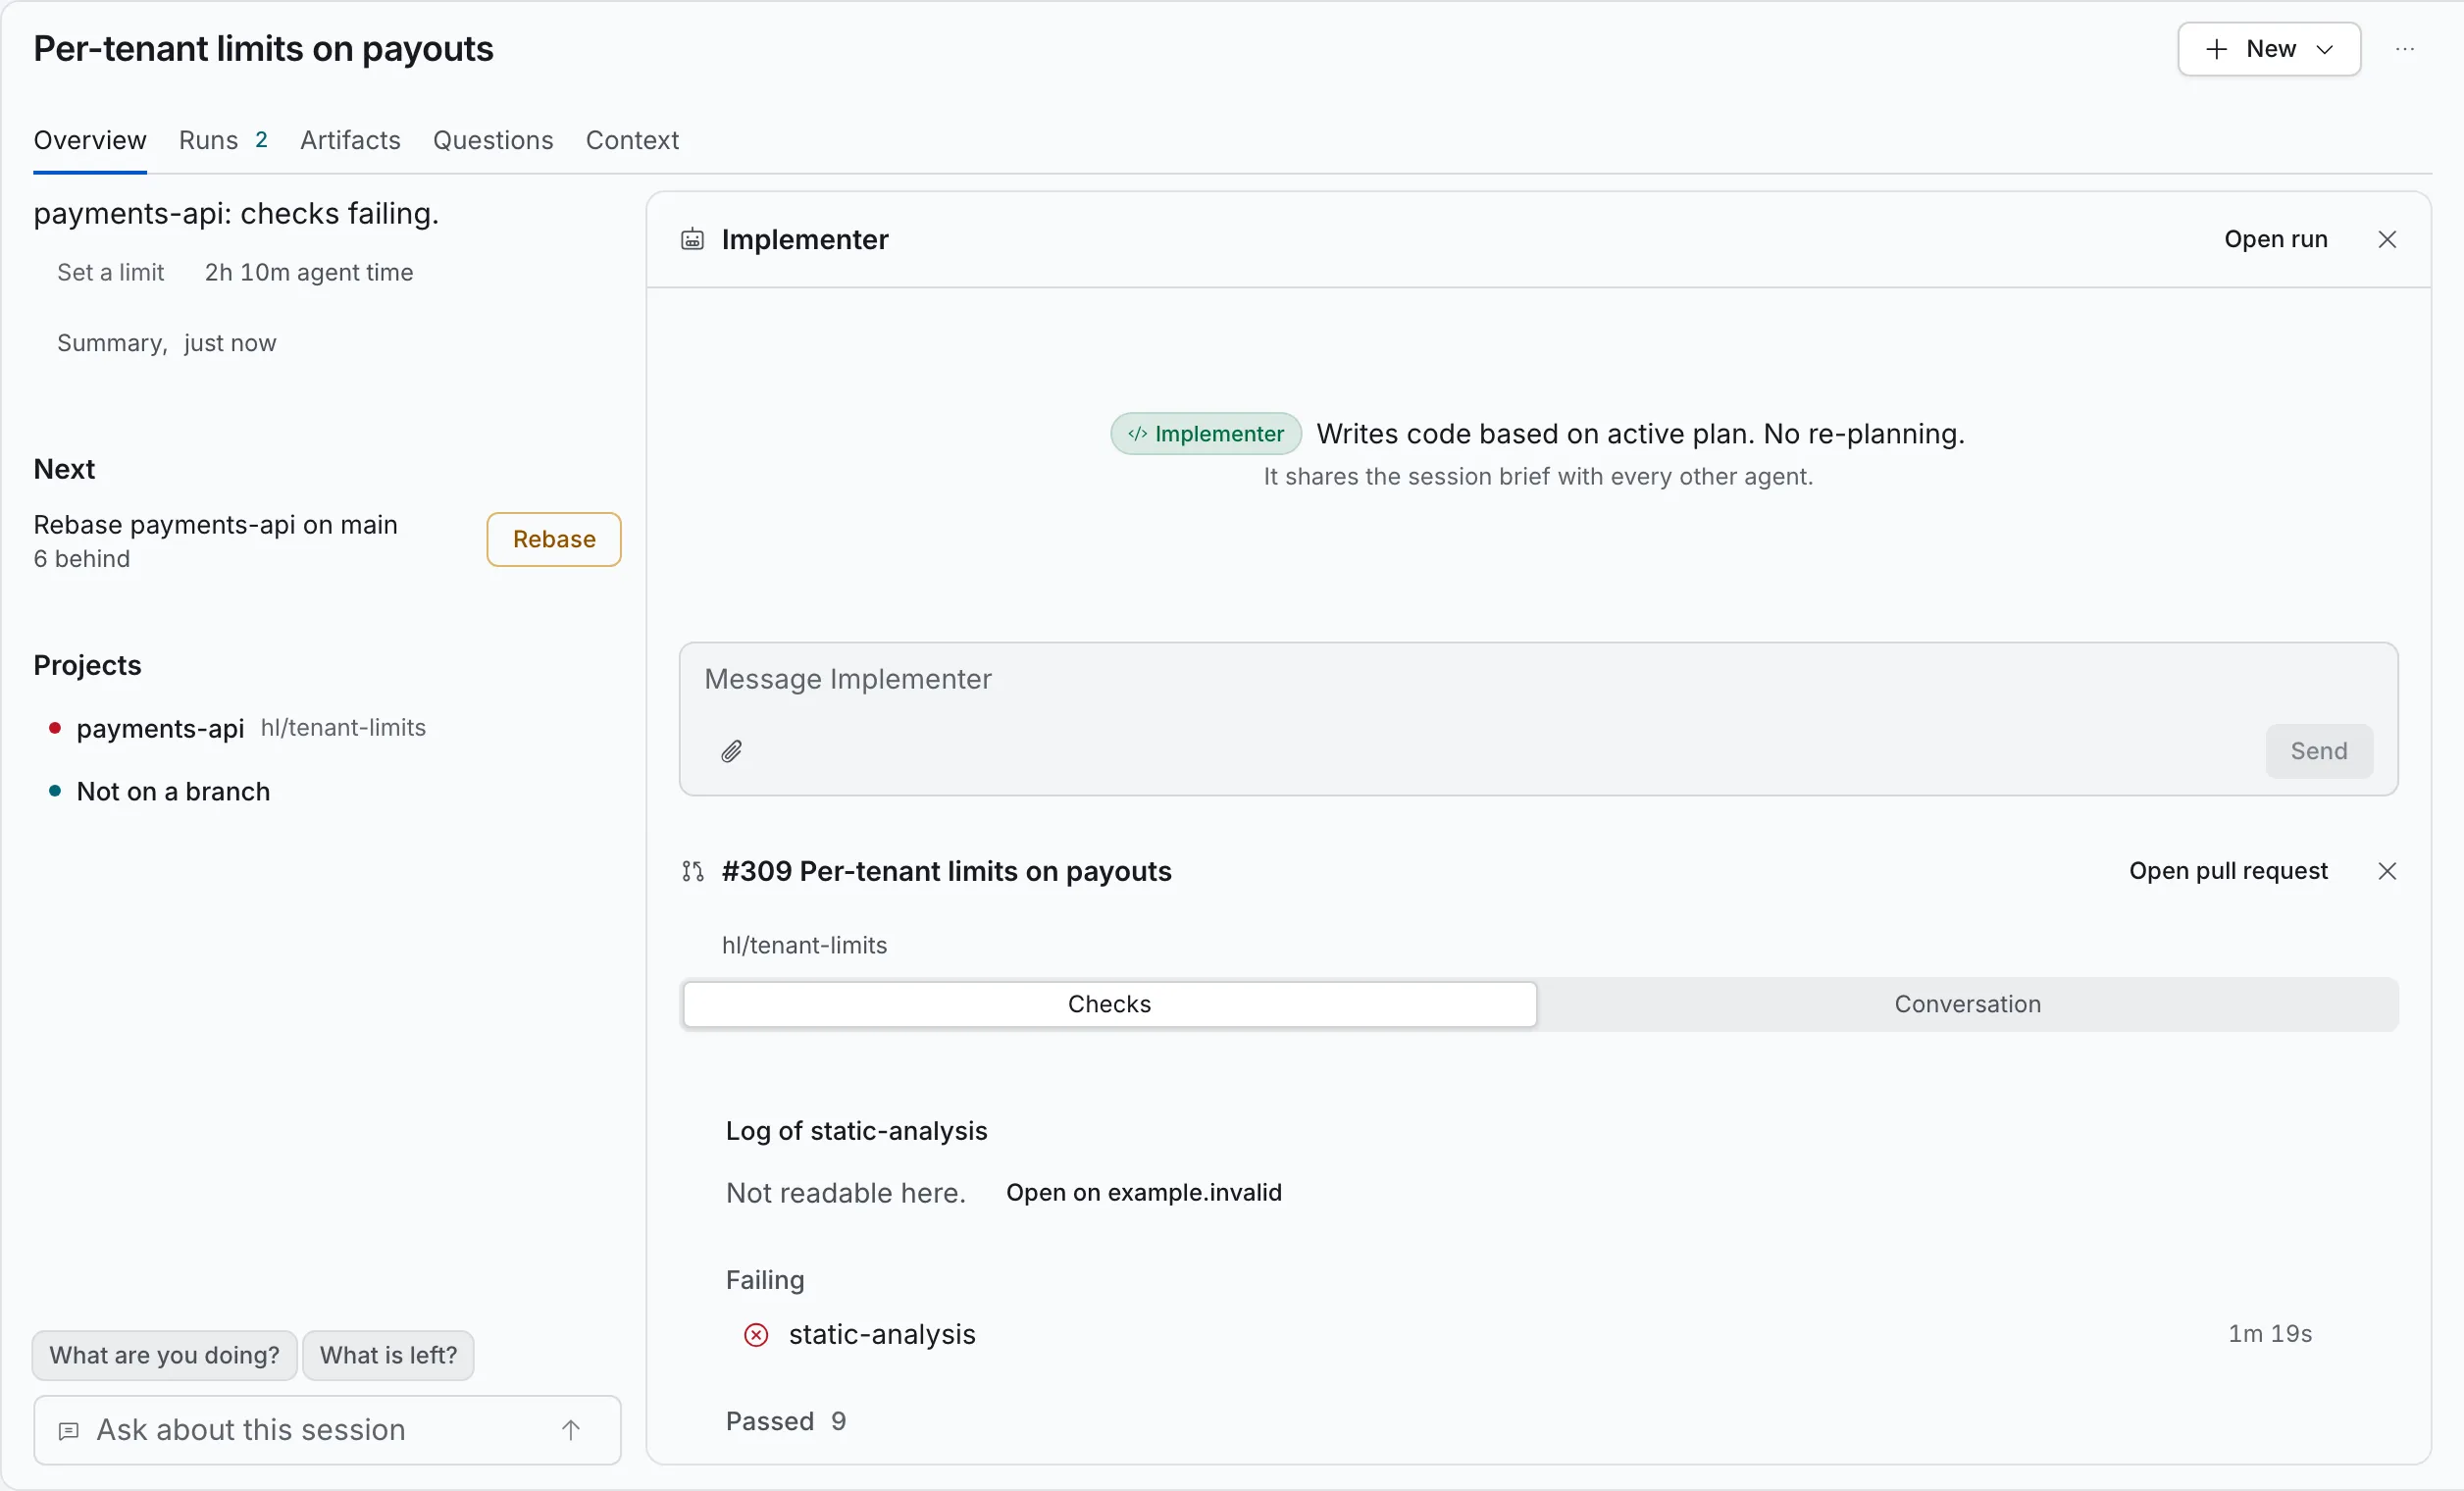 Per-tenant limits on payouts
New
Overview Runs 2 Artifacts Questions Context
payments-api: checks failing.
Set a limit 2h 10m agent time
Summary, just now
Next
Rebase payments-api on main
6 behind
Rebase
Projects
payments-api hl/tenant-limits
Not on a branch
What are you doing? What is left?
Ask about this session
Implementer
Open run
Implementer Writes code based on active plan. No re-planning.
It shares the session brief with every other agent.
Message Implementer
Send
#309 Per-tenant limits on payouts
Open pull request
hl/tenant-limits
Checks Conversation
Log of static-analysis
Not readable here. Open on example.invalid
Failing
static-analysis 1m 19s
Passed 9